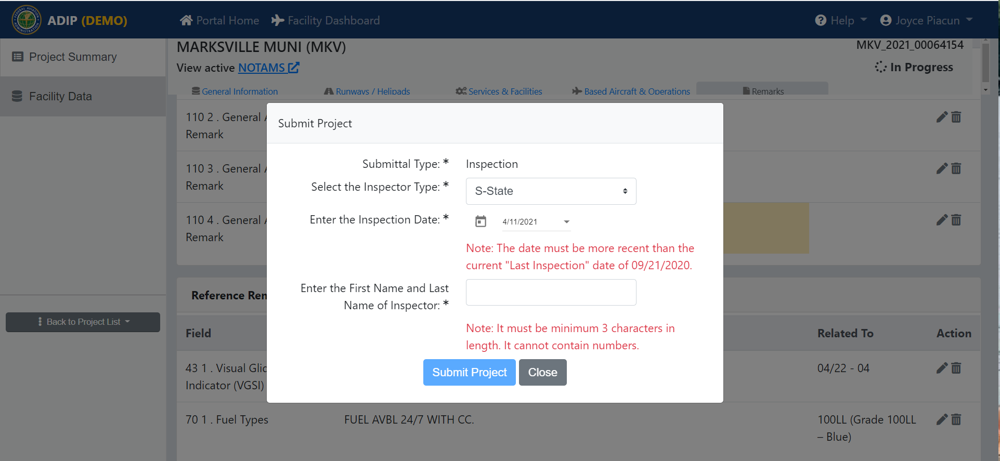 ADIP (DEMO)
Portal Home
Facility Dashboard
Help
Joyce Piacun
Project Summary
Facility Data
Back to Project List
MARKSVILLE MUNI (MKV)
MKV_2021_00064154
View active NOTAMS
In Progress
General Information
Runways / Helipads
Services & Facilities
Based Aircraft & Operations
Remarks
110 2 . General
Remark
110 3 . General
Remark
110 4 . General
Remark
Submit Project
Submittal Type: *
Inspection
Select the Inspector Type: *
S-State
Enter the Inspection Date: *
4/11/2021
Note: The date must be more recent than the
current "Last Inspection" date of 09/21/2020.
Enter the First Name and Last
Name of Inspector: *
Note: It must be minimum 3 characters in
length. It cannot contain numbers.
Submit Project
Close
Reference
Field
Related To
Action
43 1 . Visual
Indicator (VGSI)
04/22 - 04
70 1 . Fuel Types
FUEL AVBL 24/7 WITH CC.
100LL (Grade 100LL
– Blue)